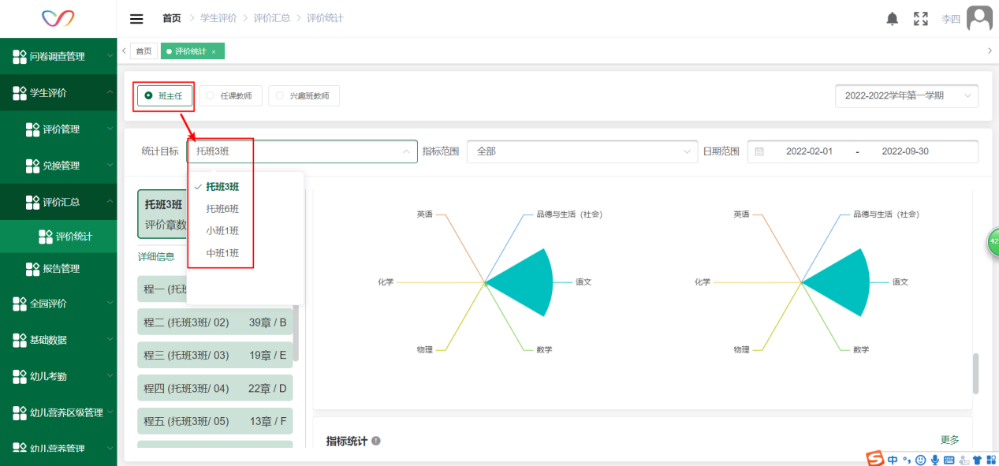 首页 > 学生评价 > 评价汇总 > 评价统计
李四
首页
评价统计 ×
问卷调查管理
学生评价
评价管理
兑换管理
评价汇总
评价统计
报告管理
全园评价
基础数据
幼儿考勤
幼儿营养区级管理
幼儿营养管理
班主任
任课教师
兴趣班教师
2022-2022学年第一学期
统计目标
托班3班
指标范围
全部
日期范围
2022-02-01 - 2022-09-30
托班3班
托班6班
小班1班
中班1班
托班3班
评价章数
详细信息
程一 (托班
程二 (托班3班/ 02) 39章 / B
程三 (托班3班/ 03) 19章 / E
程四 (托班3班/ 04) 22章 / D
程五 (托班3班/ 05) 13章 / F
英语
品德与生活（社会）
化学
语文
物理
数学
英语
品德与生活（社会）
化学
语文
物理
数学
指标统计
更多
42
中